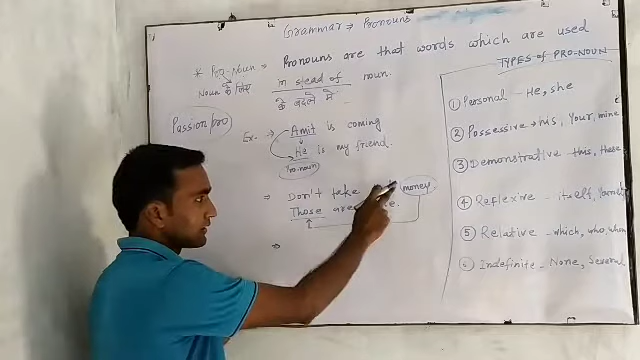 Grammar → Pronouns
* Pro-Noun = Pronouns are that words which are used
Noun के लिए in stead of noun.
के बदले में
Passion pro
Ex. → Amit is coming
He is my friend.
Pro-noun
⇒ Don't take money
Those are
⇒
TYPES of PRO-NOUN
① Personal - He, she
② Possessive → his, Your, mine
③ Demonstrative this, these
④ Reflexive - itself,
⑤ Relative - which, who, whom
⑥ Indefinite - None, Several